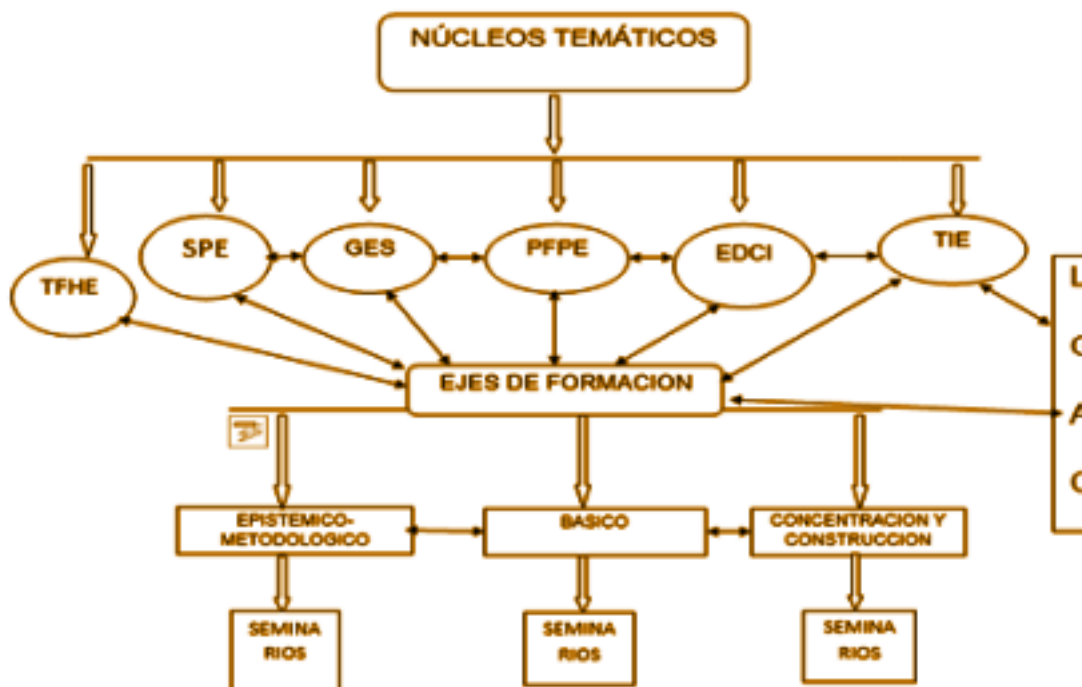 NÚCLEOS TEMÁTICOS
SPE
GES
PFPE
EDCI
TIE
TFHE
EJES DE FORMACION
EPISTEMICO-
METODOLOGICO
BASICO
CONCENTRACION Y
CONSTRUCCION
SEMINA
RIOS
SEMINA
RIOS
SEMINA
RIOS
L
A